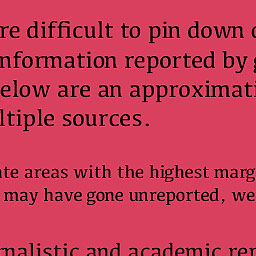 re difficult to pin down
nformation reported by
elow are an approximati
ltiple sources.
ate areas with the highest marg
may have gone unreported, we
rnalistic and academic rep